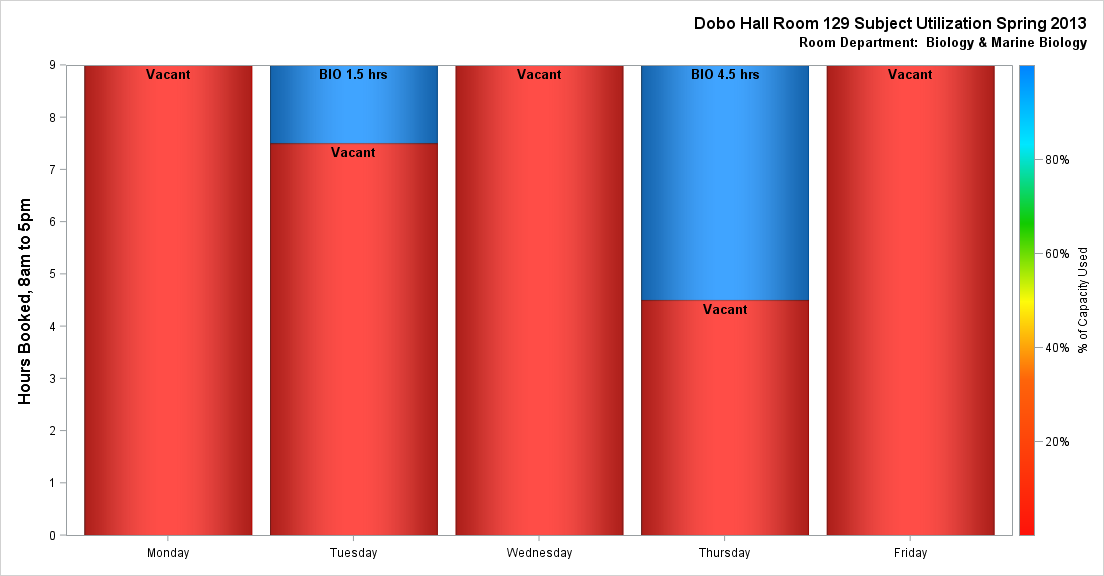 Dobo Hall Room 129 Subject Utilization Spring 2013
Room Department:  Biology & Marine Biology
Hours Booked, 8am to 5pm
9
8
7
6
5
4
3
2
1
0
Vacant
BIO 1.5 hrs
Vacant
Vacant
BIO 4.5 hrs
Vacant
Vacant
Monday
Tuesday
Wednesday
Thursday
Friday
80%
60%
40%
20%
% of Capacity Used